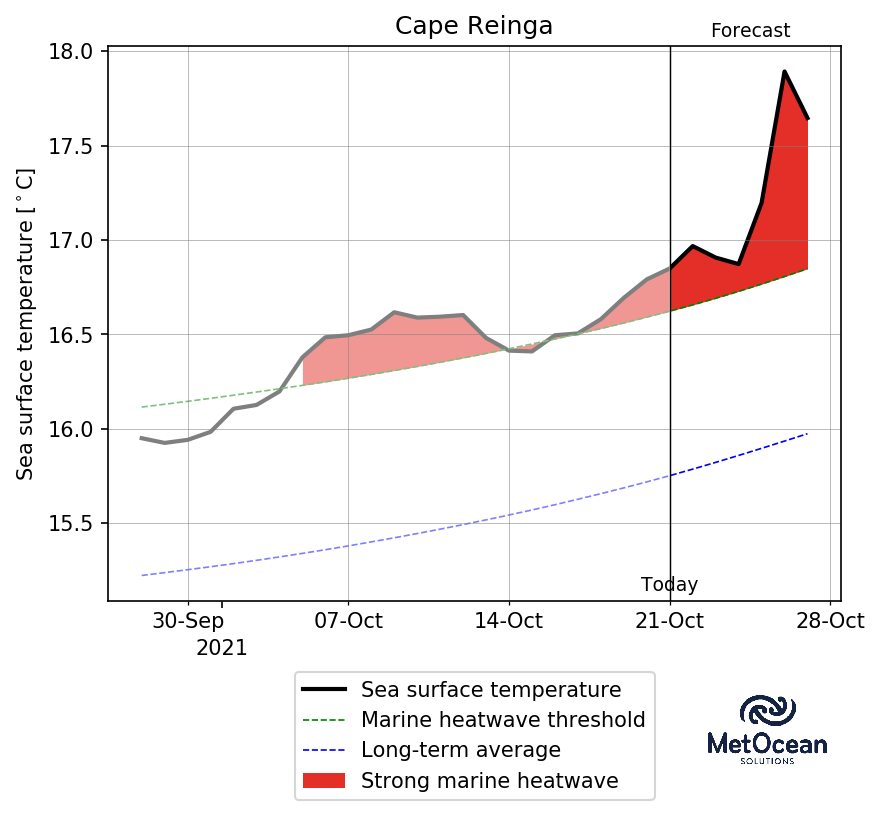 Cape Reinga
Forecast
18.0
17.5
17.0
16.5
16.0
15.5
Sea surface temperature [°C]
Today
30-Sep 07-Oct 14-Oct 21-Oct 28-Oct
2021
Sea surface temperature
Marine heatwave threshold
Long-term average
Strong marine heatwave
MetOcean
SOLUTIONS